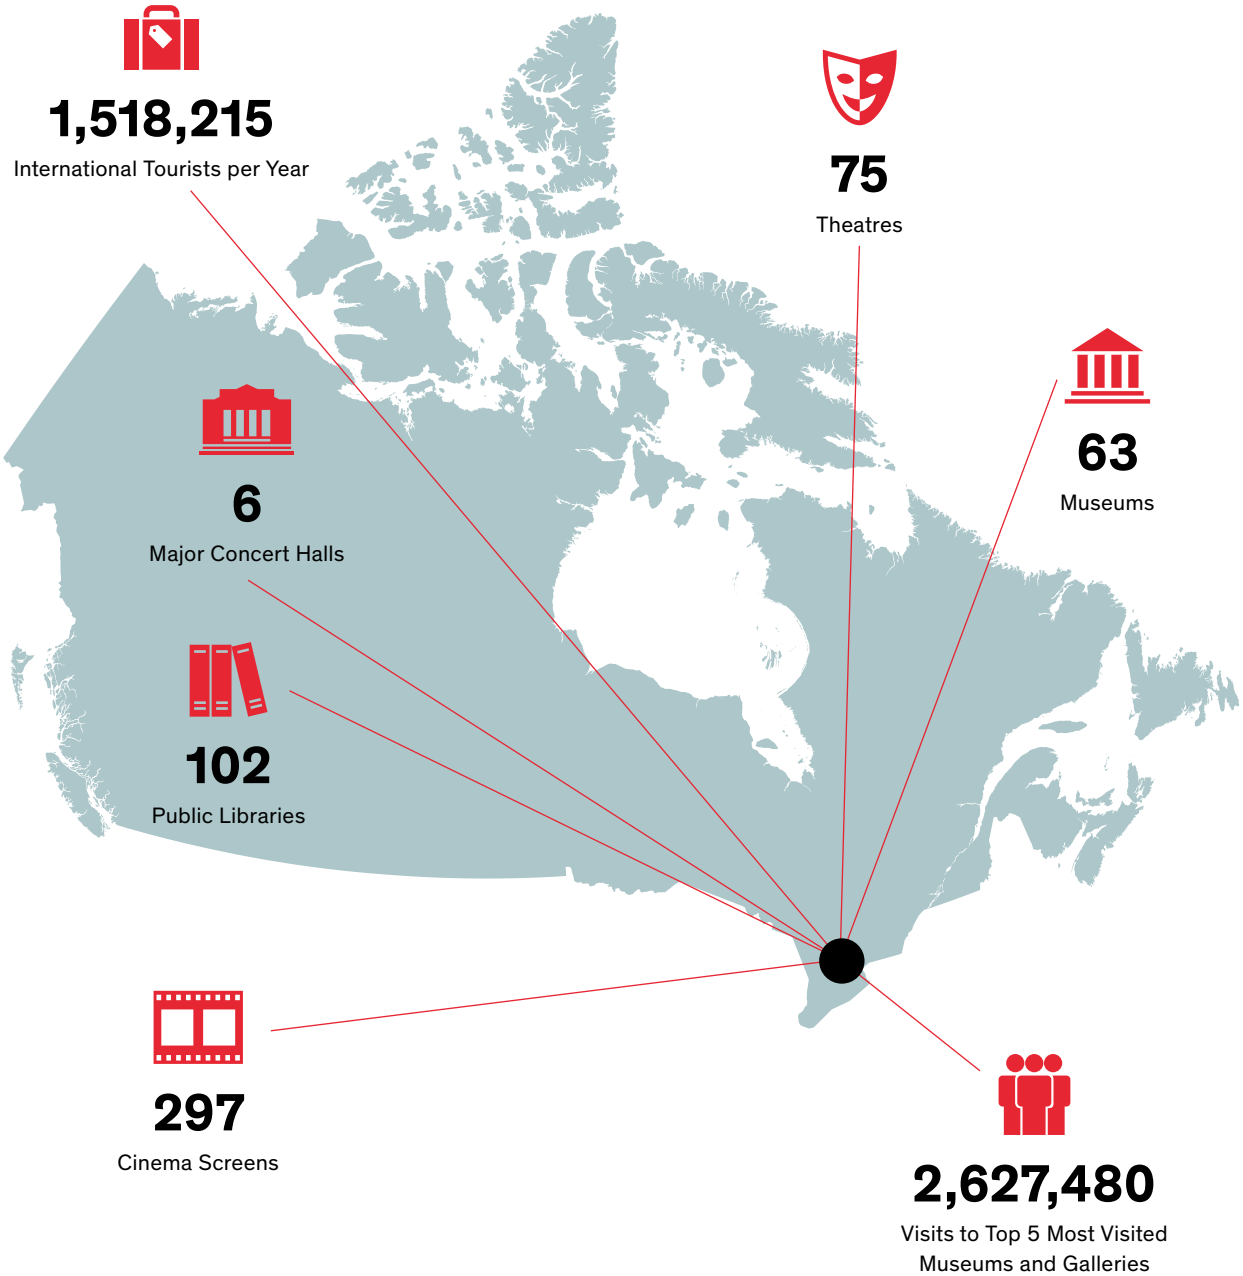 1,518,215
International Tourists per Year
75
Theatres
63
Museums
6
Major Concert Halls
102
Public Libraries
297
Cinema Screens
2,627,480
Visits to Top 5 Most Visited
Museums and Galleries